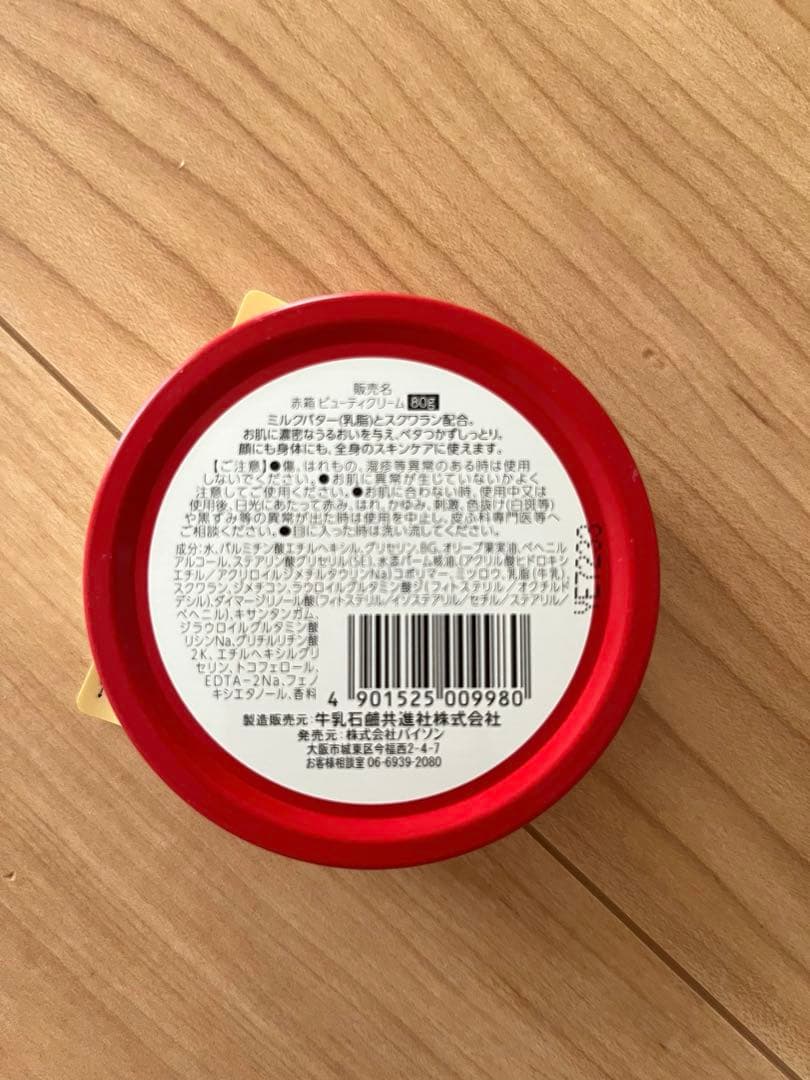 販売名
赤箱 ビューティクリーム 80g
ミルクバター(乳脂)とスクワラン配合。
お肌に濃密なうるおいを与え、ベタつかずしっとり。
顔にも身体にも、全身のスキンケアに使えます。
【ご注意】●傷、はれもの、湿疹等異常のある時は使用
しないでください。●お肌に異常が生じていないかよく
注意してご使用ください。●お肌に合わない時、使用中又は
使用後、日光にあたって赤み、はれ、かゆみ、刺激、色抜け(白斑等)
や黒ずみ等の異常が出た時は使用を中止し、皮ふ科専門医等へ
ご相談ください。●目に入った時は洗い流してください。
成分:水、パルミチン酸エチルヘキシル、グリセリン、BG、オリーブ果実油、ベヘニル
アルコール、ステアリン酸グリセリル(SE)、水添パーム核油、(アクリル酸ヒドロキシ
エチル/アクリロイルジメチルタウリンNa)コポリマー、ミツロウ、乳脂(牛乳)、
スクワラン、ジメチコン、ラウロイルグルタミン酸ジ(フィトステリル/オクチルド
デシル)、ダイマージリノール酸(フィトステリル/イソステアリル/セチル/ステアリル/
ベヘニル)、キサンタンガム、
ジラウロイルグルタミン酸
リシンNa、グリチルリチン酸
2K、エチルヘキシルグリ
セリン、トコフェロール、
EDTA-2Na、フェノ
キシエタノール、香料
4 901525 009980
製造販売元:牛乳石鹼共進社株式会社
発売元:株式会社バイソン
大阪市城東区今福西2-4-7
お客様相談室 06-6939-2080